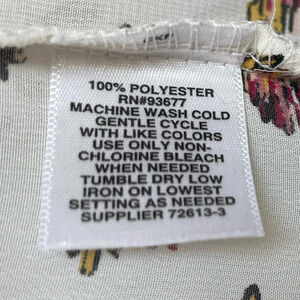 100% POLYESTER
RN#93677
MACHINE WASH COLD
GENTLE CYCLE
WITH LIKE COLORS
USE ONLY NON-
CHLORINE BLEACH
WHEN NEEDED
TUMBLE DRY LOW
IRON ON LOWEST
SETTING AS NEEDED
SUPPLIER 72613-3